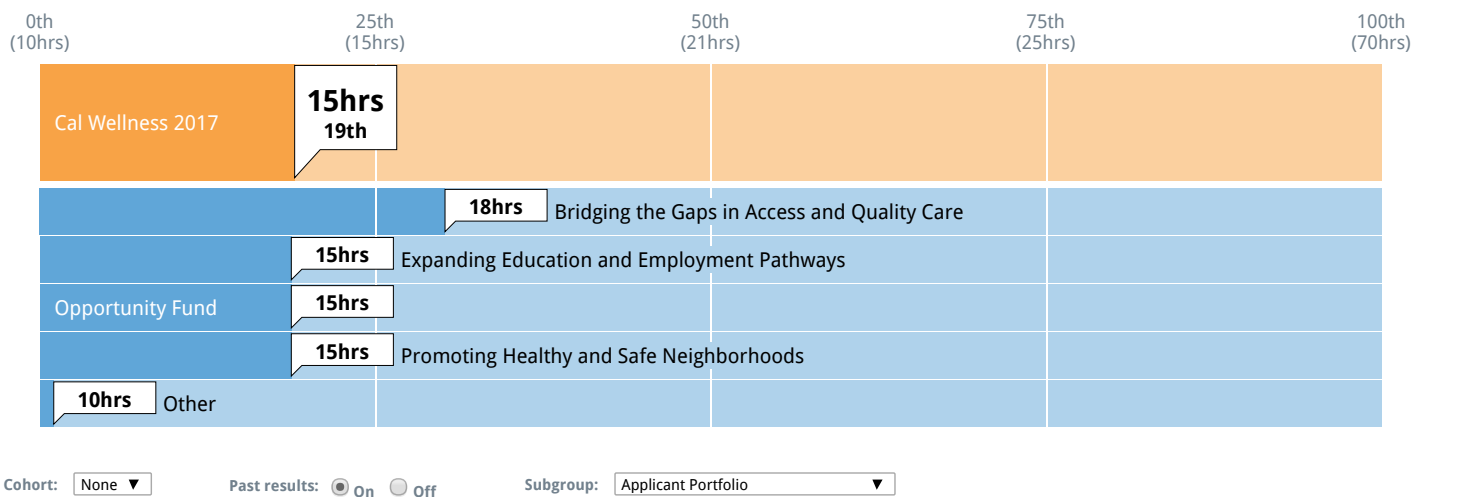 0th 25th 50th 75th 100th
(10hrs) (15hrs) (21hrs) (25hrs) (70hrs)
15hrs
19th
Cal Wellness 2017
18hrs Bridging the Gaps in Access and Quality Care
15hrs Expanding Education and Employment Pathways
Opportunity Fund 15hrs
15hrs Promoting Healthy and Safe Neighborhoods
10hrs Other
Cohort: None ▼ Past results: On Off Subgroup: Applicant Portfolio ▼